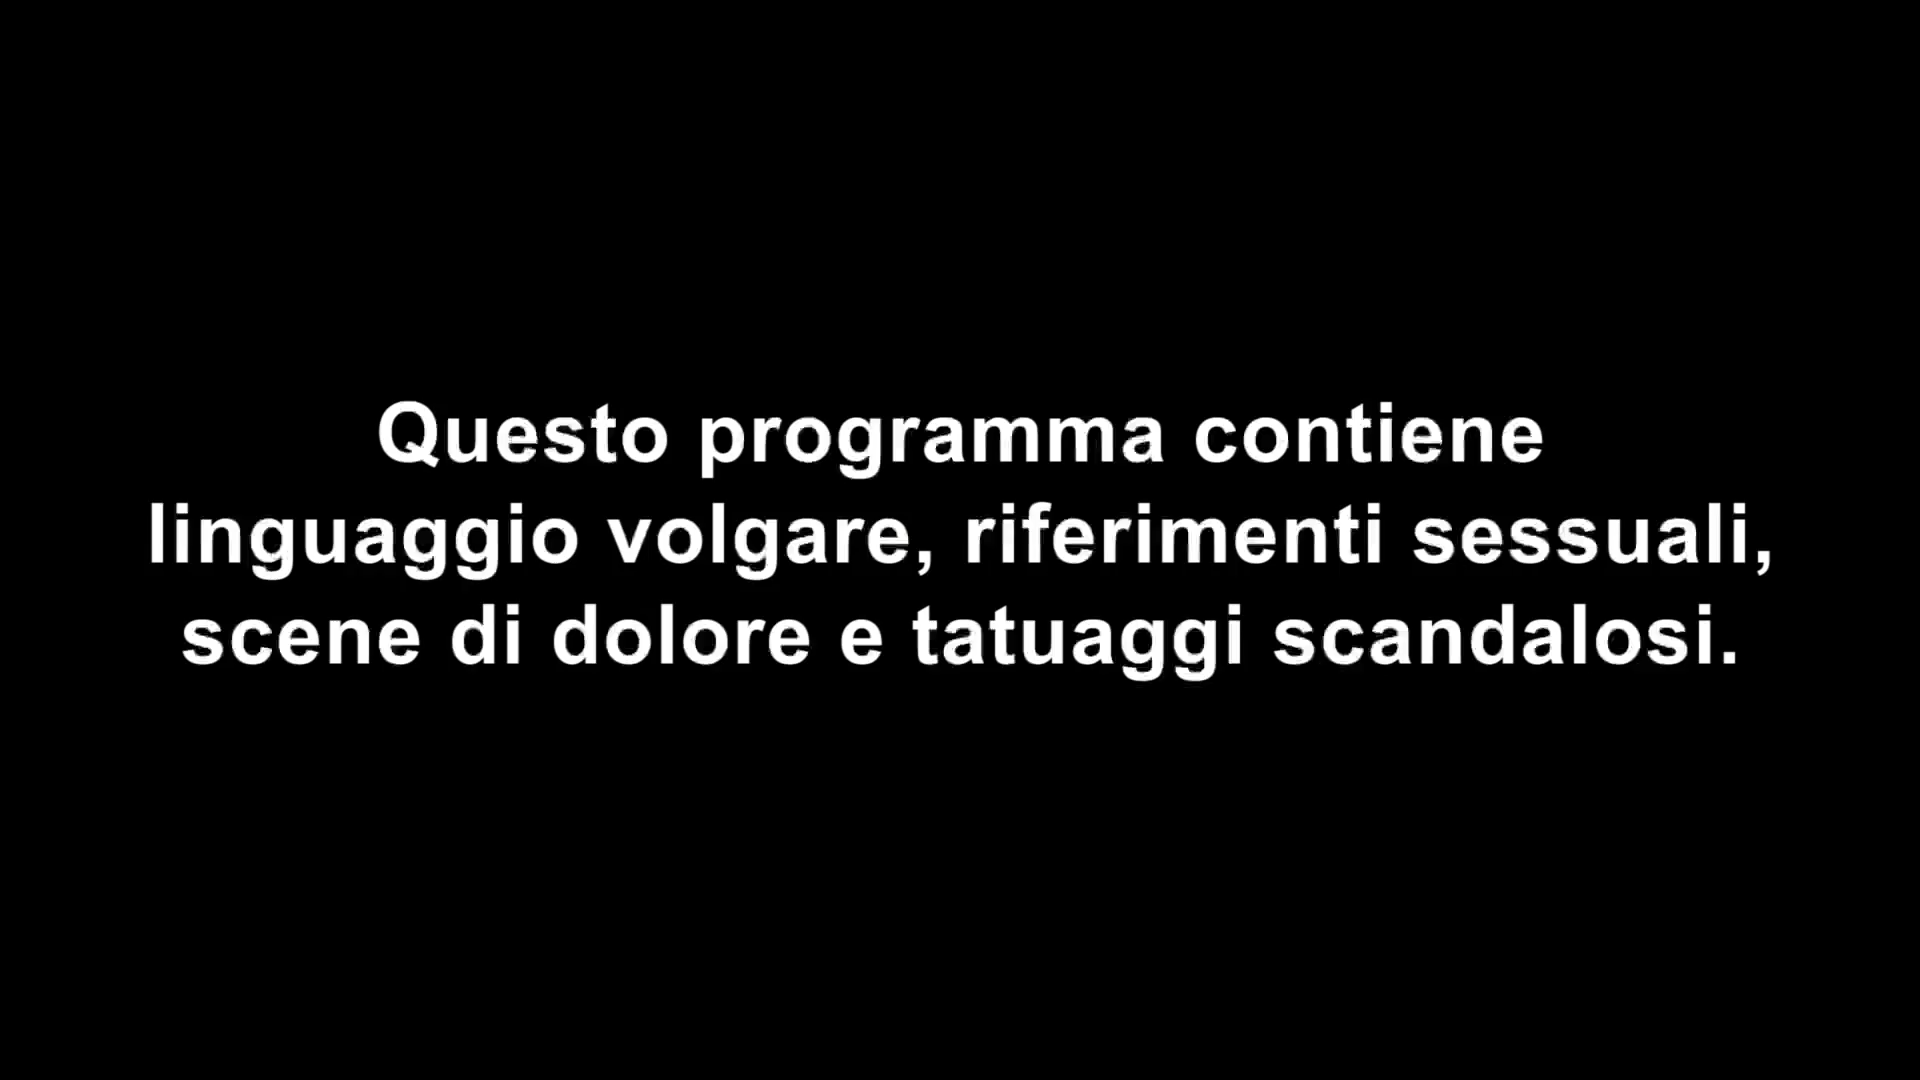 Questo programma contiene
linguaggio volgare, riferimenti sessuali,
scene di dolore e tatuaggi scandalosi.